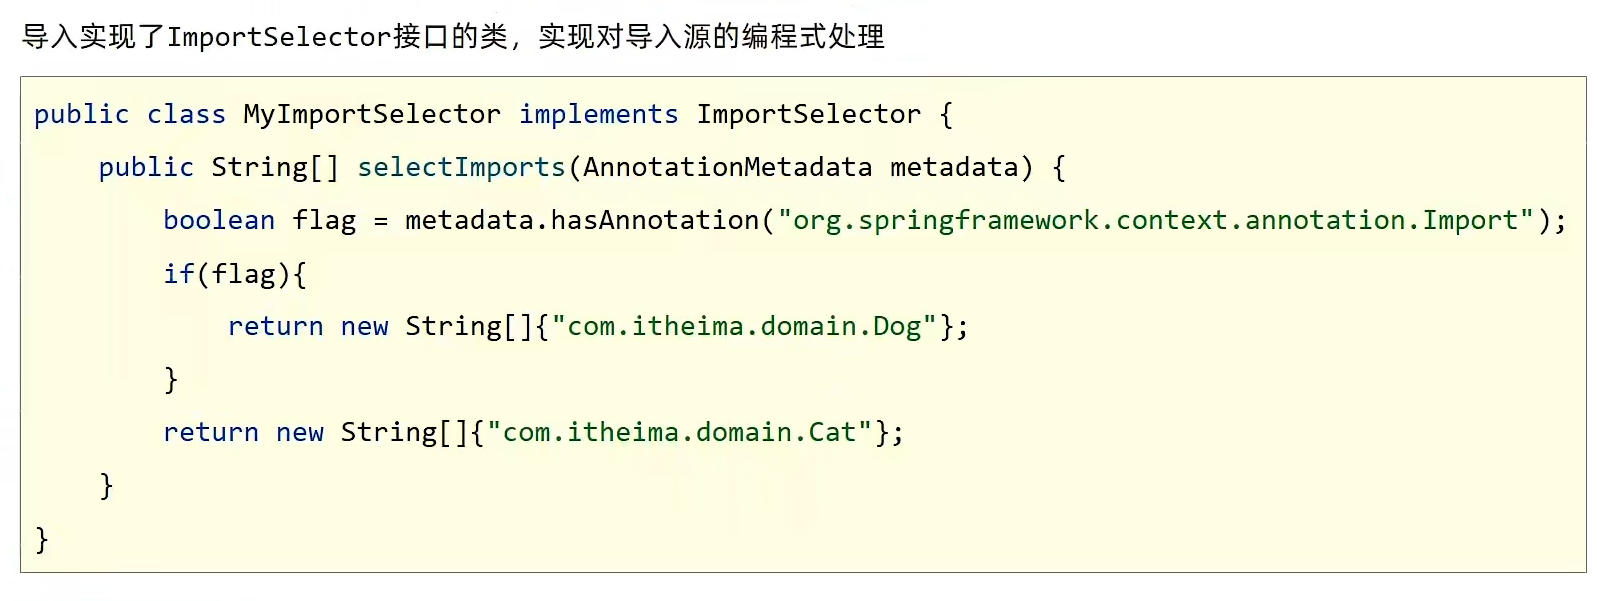 导入实现了ImportSelector接口的类，实现对导入源的编程式处理
public class MyImportSelector implements ImportSelector {
    public String[] selectImports(AnnotationMetadata metadata) {
        boolean flag = metadata.hasAnnotation("org.springframework.context.annotation.Import");
        if(flag){
            return new String[]{"com.itheima.domain.Dog"};
        }
        return new String[]{"com.itheima.domain.Cat"};
    }
}